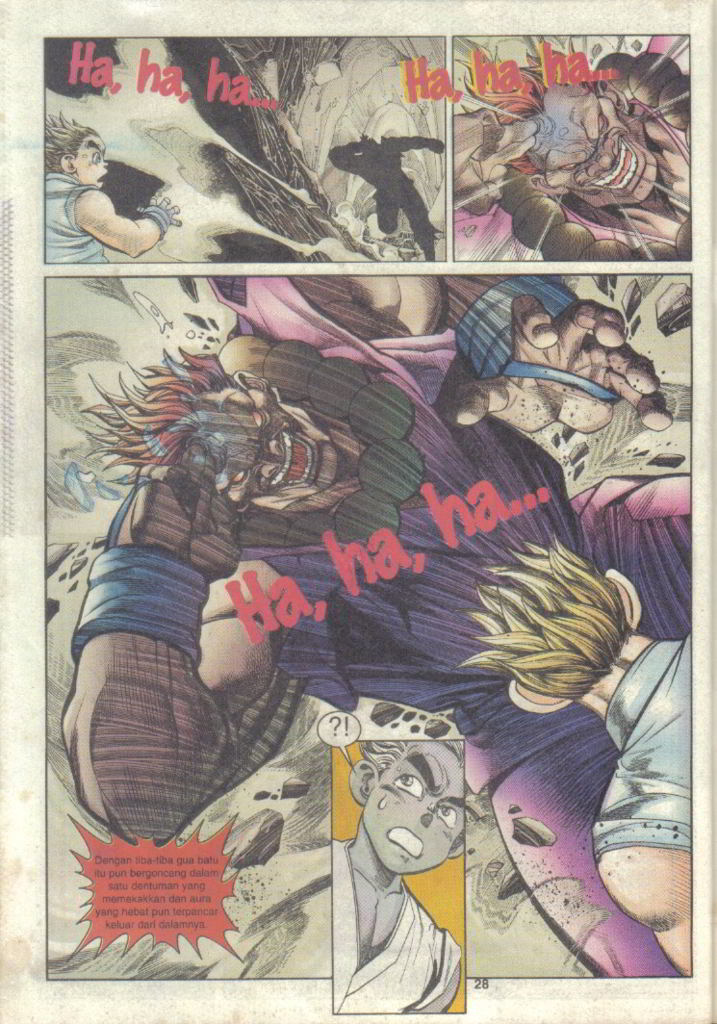 Ha, ha, ha...
Ha, ha, ha...
Ha, ha, ha...
?!
Dengan tiba-tiba gua batu
itu pun bergoncang dalam
satu dentuman yang
memekakkan dan aura
yang hebat pun terpancar
keluar dari dalamnya.
28